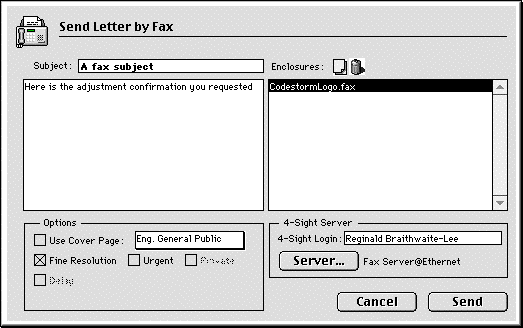 Send Letter by Fax
Subject: A fax subject
Enclosures:
Here is the adjustment confirmation you requested
CodestormLogo.fax
Options
Use Cover Page: Eng. General Public
Fine Resolution Urgent Private
Delay
4-Sight Server
4-Sight Login: Reginald Braithwaite-Lee
Server... Fax Server@Ethernet
Cancel Send